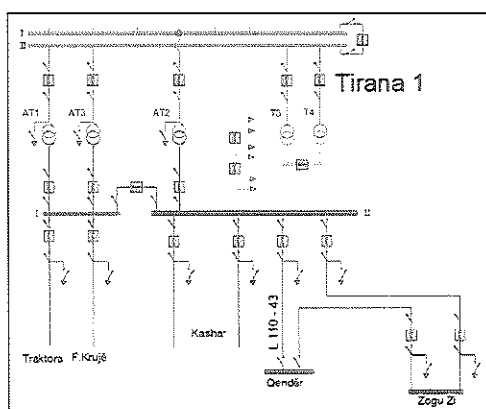 I
II
Tirana 1
AT1
AT3
AT2
T3
T4
I
II
L 110 - 43
Traktora
F.Krujë
Kashar
Qendër
Zogu Zi